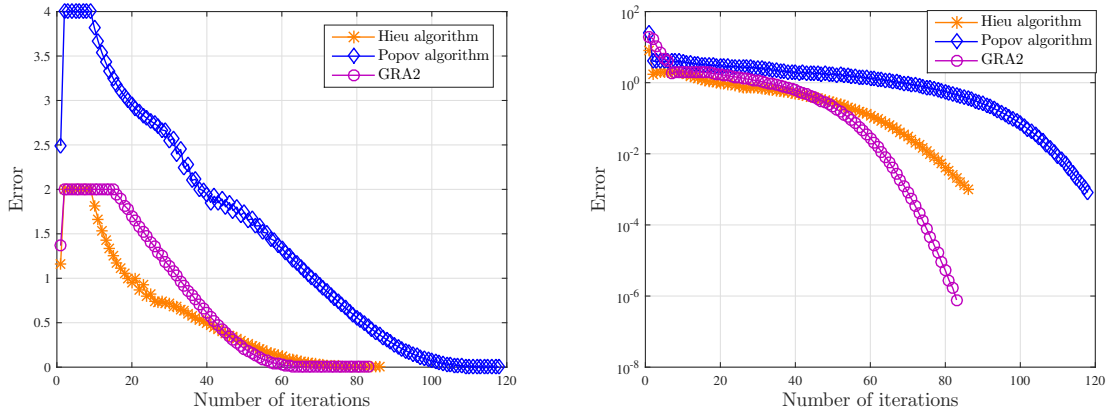 Hieu algorithm
Popov algorithm
GRA2
4
3.5
3
2.5
2
1.5
1
0.5
0
Error
0 20 40 60 80 100 120
Number of iterations
Hieu algorithm
Popov algorithm
GRA2
10^2
10^0
10^-2
10^-4
10^-6
10^-8
Error
0 20 40 60 80 100 120
Number of iterations